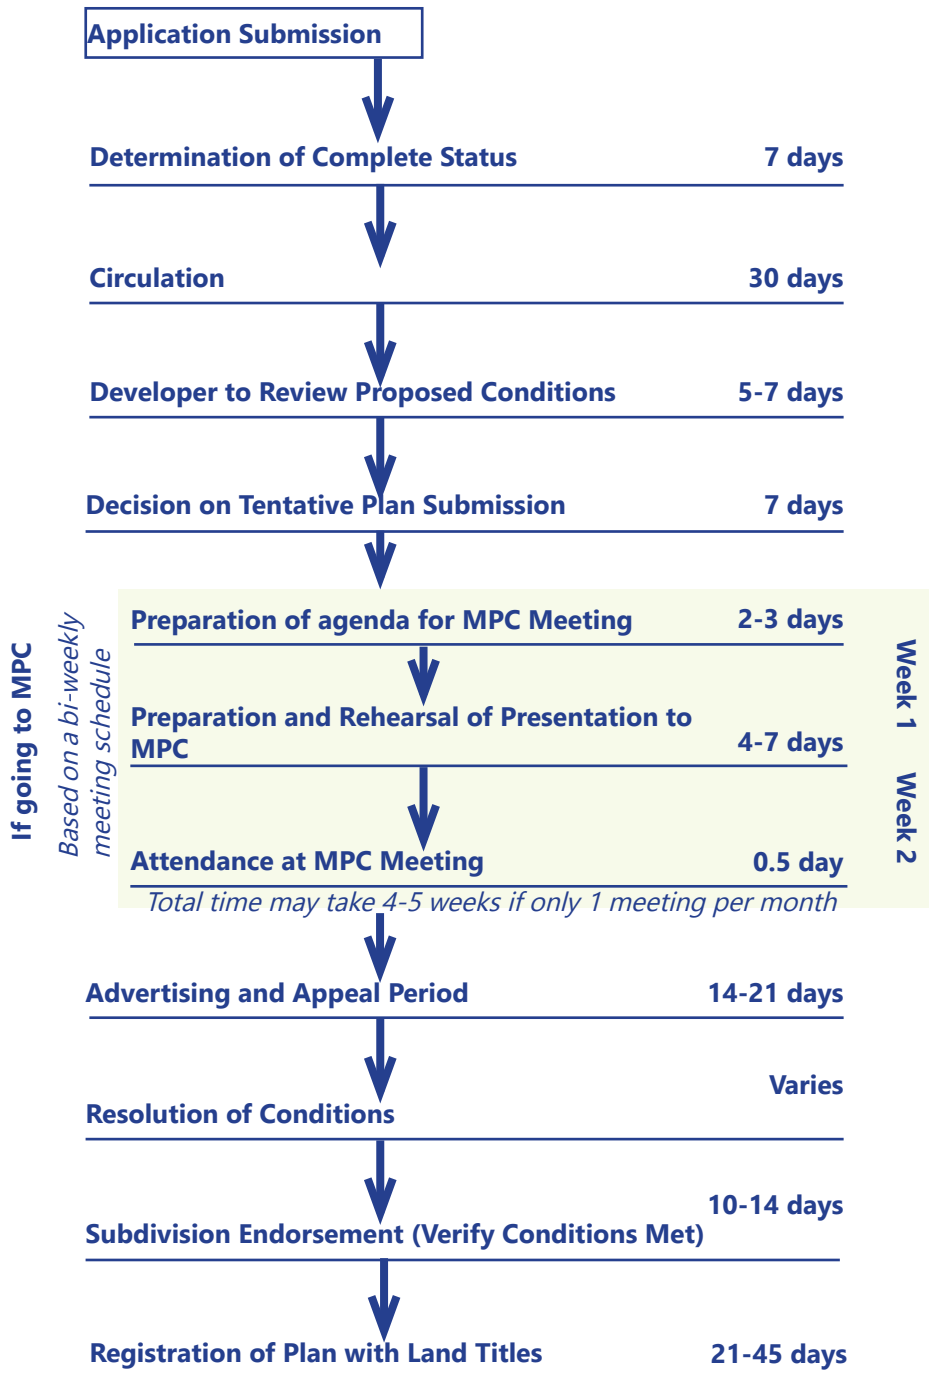 Application Submission
Determination of Complete Status 7 days
Circulation 30 days
Developer to Review Proposed Conditions 5-7 days
Decision on Tentative Plan Submission 7 days
If going to MPC
Based on a bi-weekly
meeting schedule
Preparation of agenda for MPC Meeting 2-3 days
Week 1
Preparation and Rehearsal of Presentation to
MPC 4-7 days
Week 2
Attendance at MPC Meeting 0.5 day
Total time may take 4-5 weeks if only 1 meeting per month
Advertising and Appeal Period 14-21 days
Varies
Resolution of Conditions
10-14 days
Subdivision Endorsement (Verify Conditions Met)
Registration of Plan with Land Titles 21-45 days